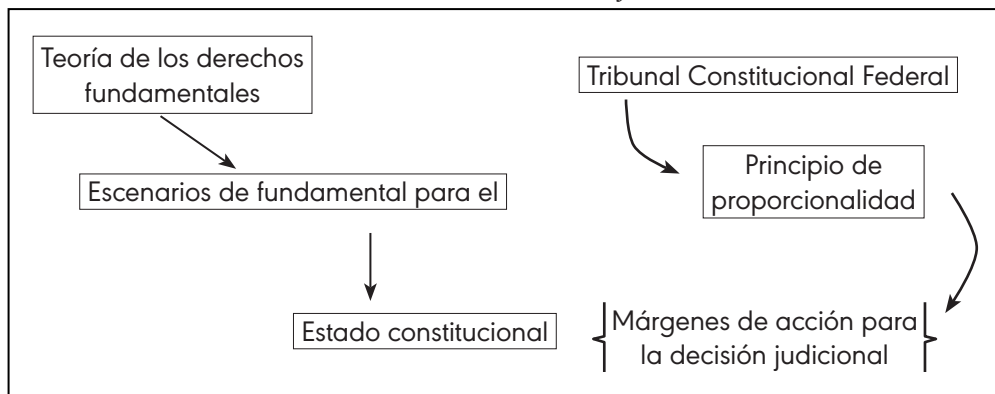 Teoría de los derechos
fundamentales
Escenarios de fundamental para el
Estado constitucional
Tribunal Constitucional Federal
Principio de
proporcionalidad
Márgenes de acción para
la decisión judicional